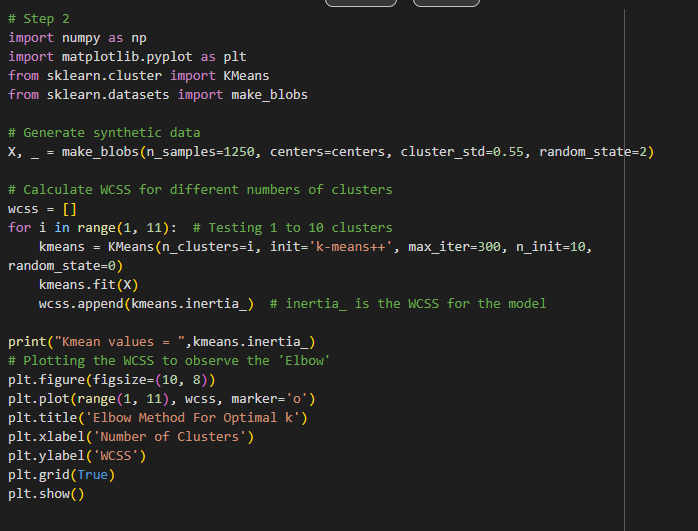 # Step 2
import numpy as np
import matplotlib.pyplot as plt
from sklearn.cluster import KMeans
from sklearn.datasets import make_blobs

# Generate synthetic data
X, _ = make_blobs(n_samples=1250, centers=centers, cluster_std=0.55, random_state=2)

# Calculate WCSS for different numbers of clusters
wcss = []
for i in range(1, 11):  # Testing 1 to 10 clusters
    kmeans = KMeans(n_clusters=i, init='k-means++', max_iter=300, n_init=10,
random_state=0)
    kmeans.fit(X)
    wcss.append(kmeans.inertia_)  # inertia_ is the WCSS for the model

print("Kmean values = ",kmeans.inertia_)
# Plotting the WCSS to observe the 'Elbow'
plt.figure(figsize=(10, 8))
plt.plot(range(1, 11), wcss, marker='o')
plt.title('Elbow Method For Optimal k')
plt.xlabel('Number of Clusters')
plt.ylabel('WCSS')
plt.grid(True)
plt.show()